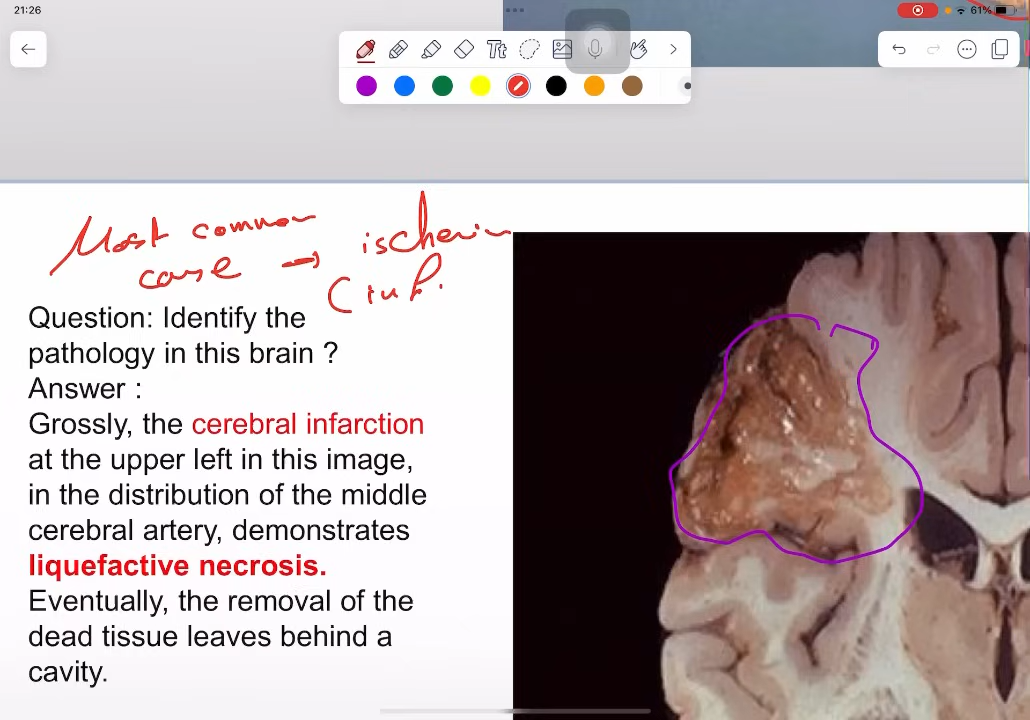 21:26
61%
Tt
Most common
cause → ischemic
(inf.
Question: Identify the
pathology in this brain ?
Answer :
Grossly, the cerebral infarction
at the upper left in this image,
in the distribution of the middle
cerebral artery, demonstrates
liquefactive necrosis.
Eventually, the removal of the
dead tissue leaves behind a
cavity.